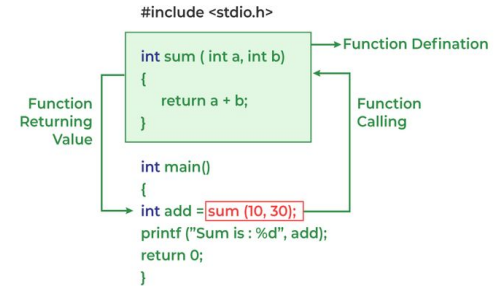 #include <stdio.h>
int sum ( int a, int b)
{
return a + b;
}
Function Defination
Function
Returning
Value
Function
Calling
int main()
{
int add = sum (10, 30);
printf ("Sum is : %d", add);
return 0;
}